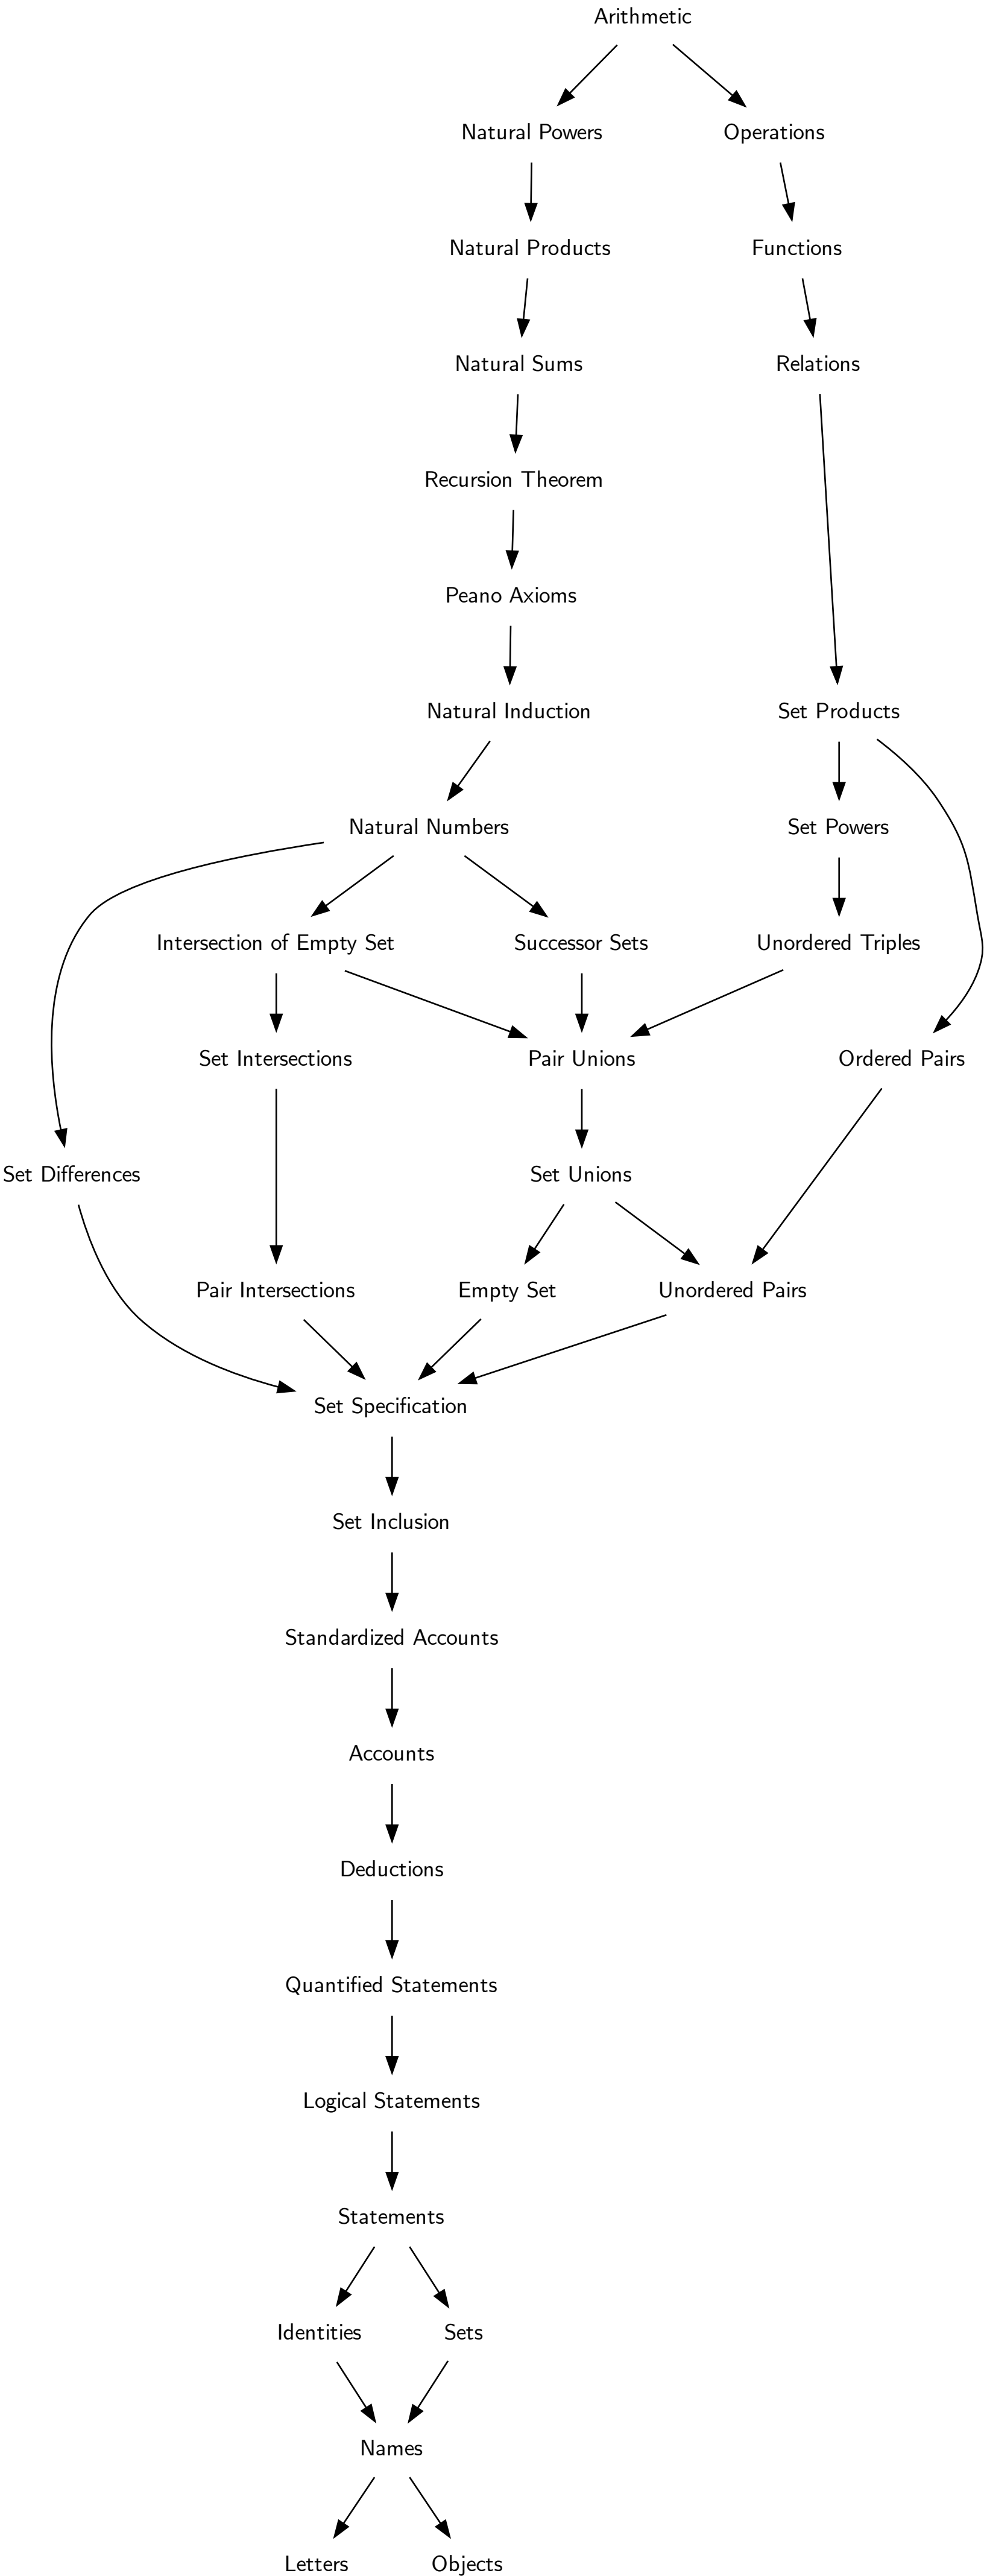 Arithmetic
Natural Powers
Operations
Natural Products
Functions
Natural Sums
Relations
Recursion Theorem
Peano Axioms
Natural Induction
Set Products
Natural Numbers
Set Powers
Intersection of Empty Set
Successor Sets
Unordered Triples
Set Intersections
Pair Unions
Ordered Pairs
Set Differences
Set Unions
Pair Intersections
Empty Set
Unordered Pairs
Set Specification
Set Inclusion
Standardized Accounts
Accounts
Deductions
Quantified Statements
Logical Statements
Statements
Identities
Sets
Names
Letters
Objects